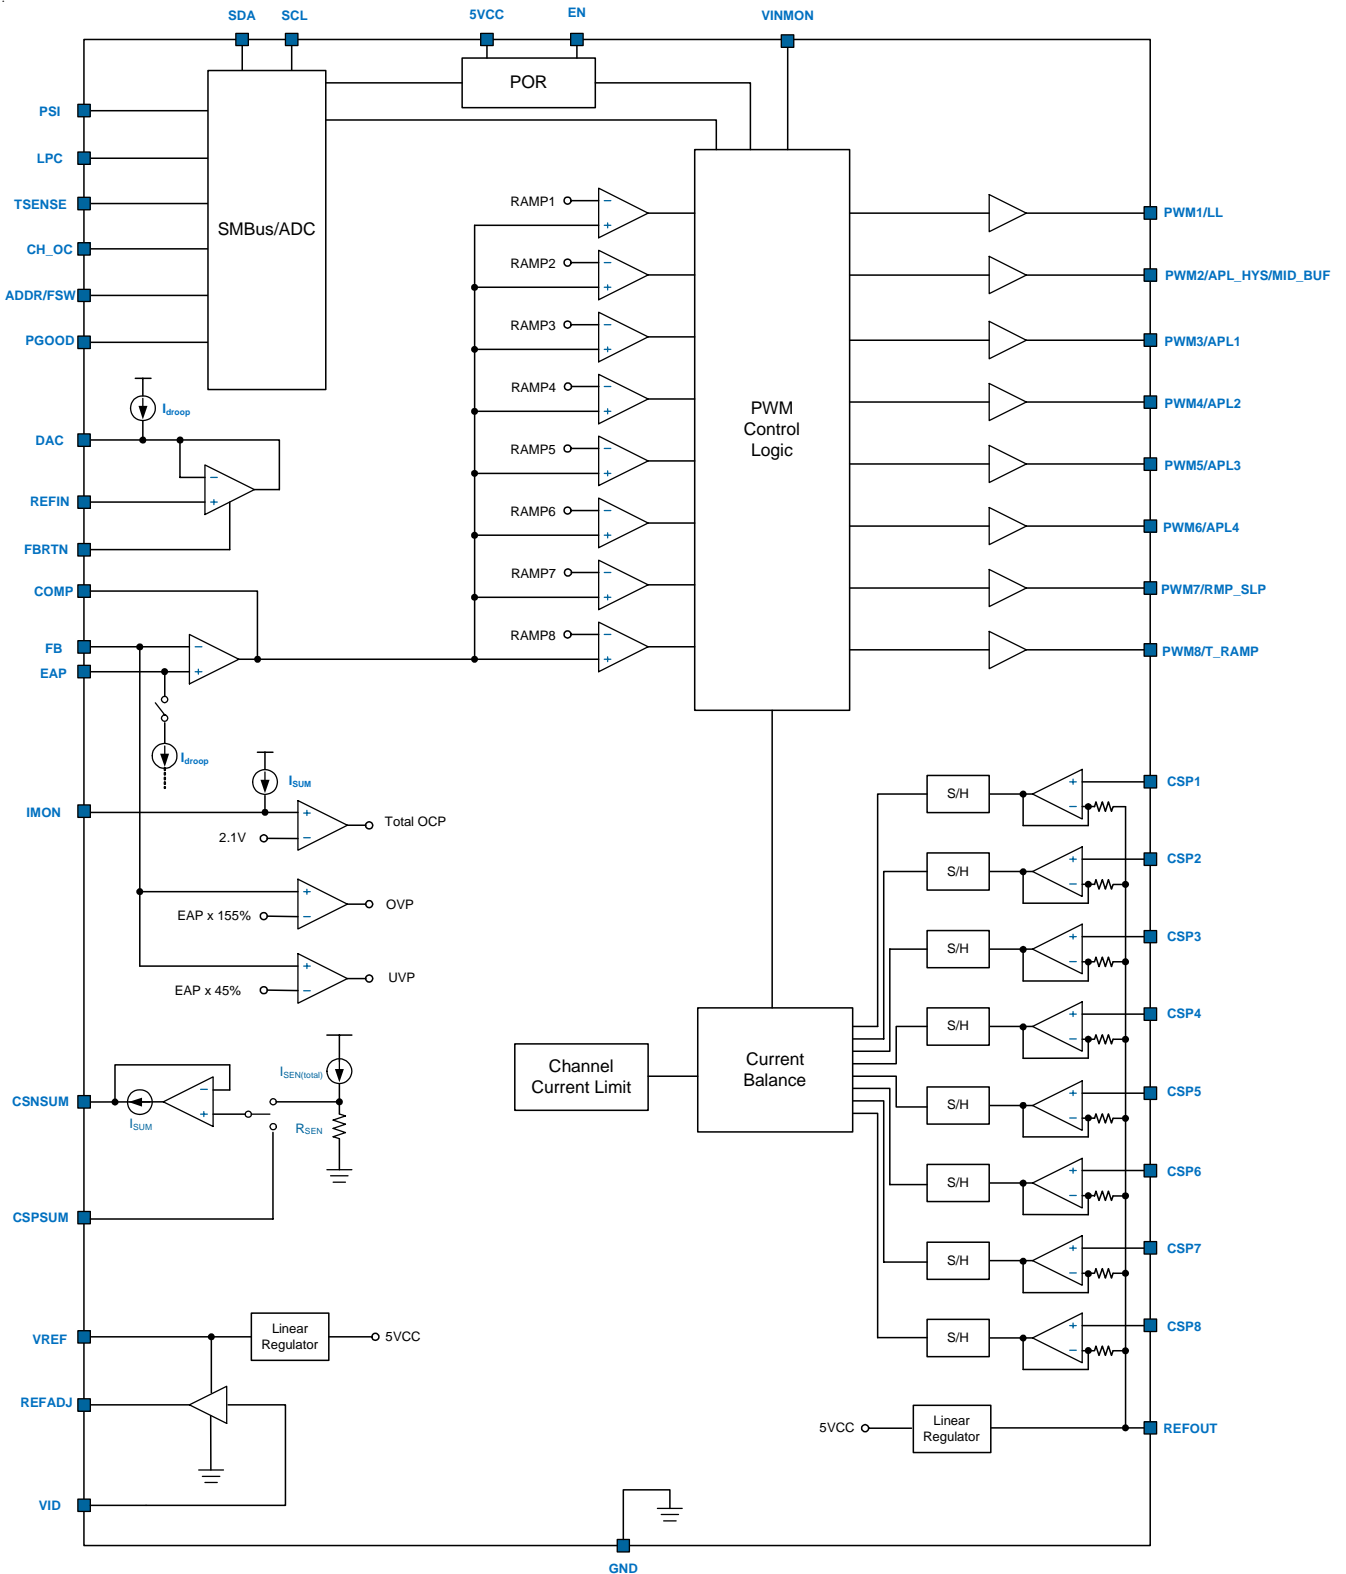 SDA
SCL
5VCC
EN
VINMON
POR
PSI
LPC
TSENSE
CH_OC
ADDR/FSW
PGOOD
SMBus/ADC
RAMP1
RAMP2
RAMP3
RAMP4
RAMP5
RAMP6
RAMP7
RAMP8
− +
− +
− +
− +
− +
− +
− +
− +
PWM
Control
Logic
PWM1/LL
PWM2/APL_HYS/MID_BUF
PWM3/APL1
PWM4/APL2
PWM5/APL3
PWM6/APL4
PWM7/RMP_SLP
PWM8/T_RAMP
Idroop
DAC
REFIN
− +
FBRTN
COMP
FB
EAP
− +
Idroop
ISUM
IMON
2.1V
+ −
Total OCP
EAP x 155%
+ −
OVP
EAP x 45%
+ −
UVP
ISEN(total)
RSEN
CSNSUM
ISUM
− +
CSPSUM
Channel
Current Limit
Current
Balance
S/H
+ −
CSP1
S/H
+ −
CSP2
S/H
+ −
CSP3
S/H
+ −
CSP4
S/H
+ −
CSP5
S/H
+ −
CSP6
S/H
+ −
CSP7
S/H
+ −
CSP8
VREF
Linear
Regulator
5VCC
REFADJ
VID
5VCC
Linear
Regulator
REFOUT
GND